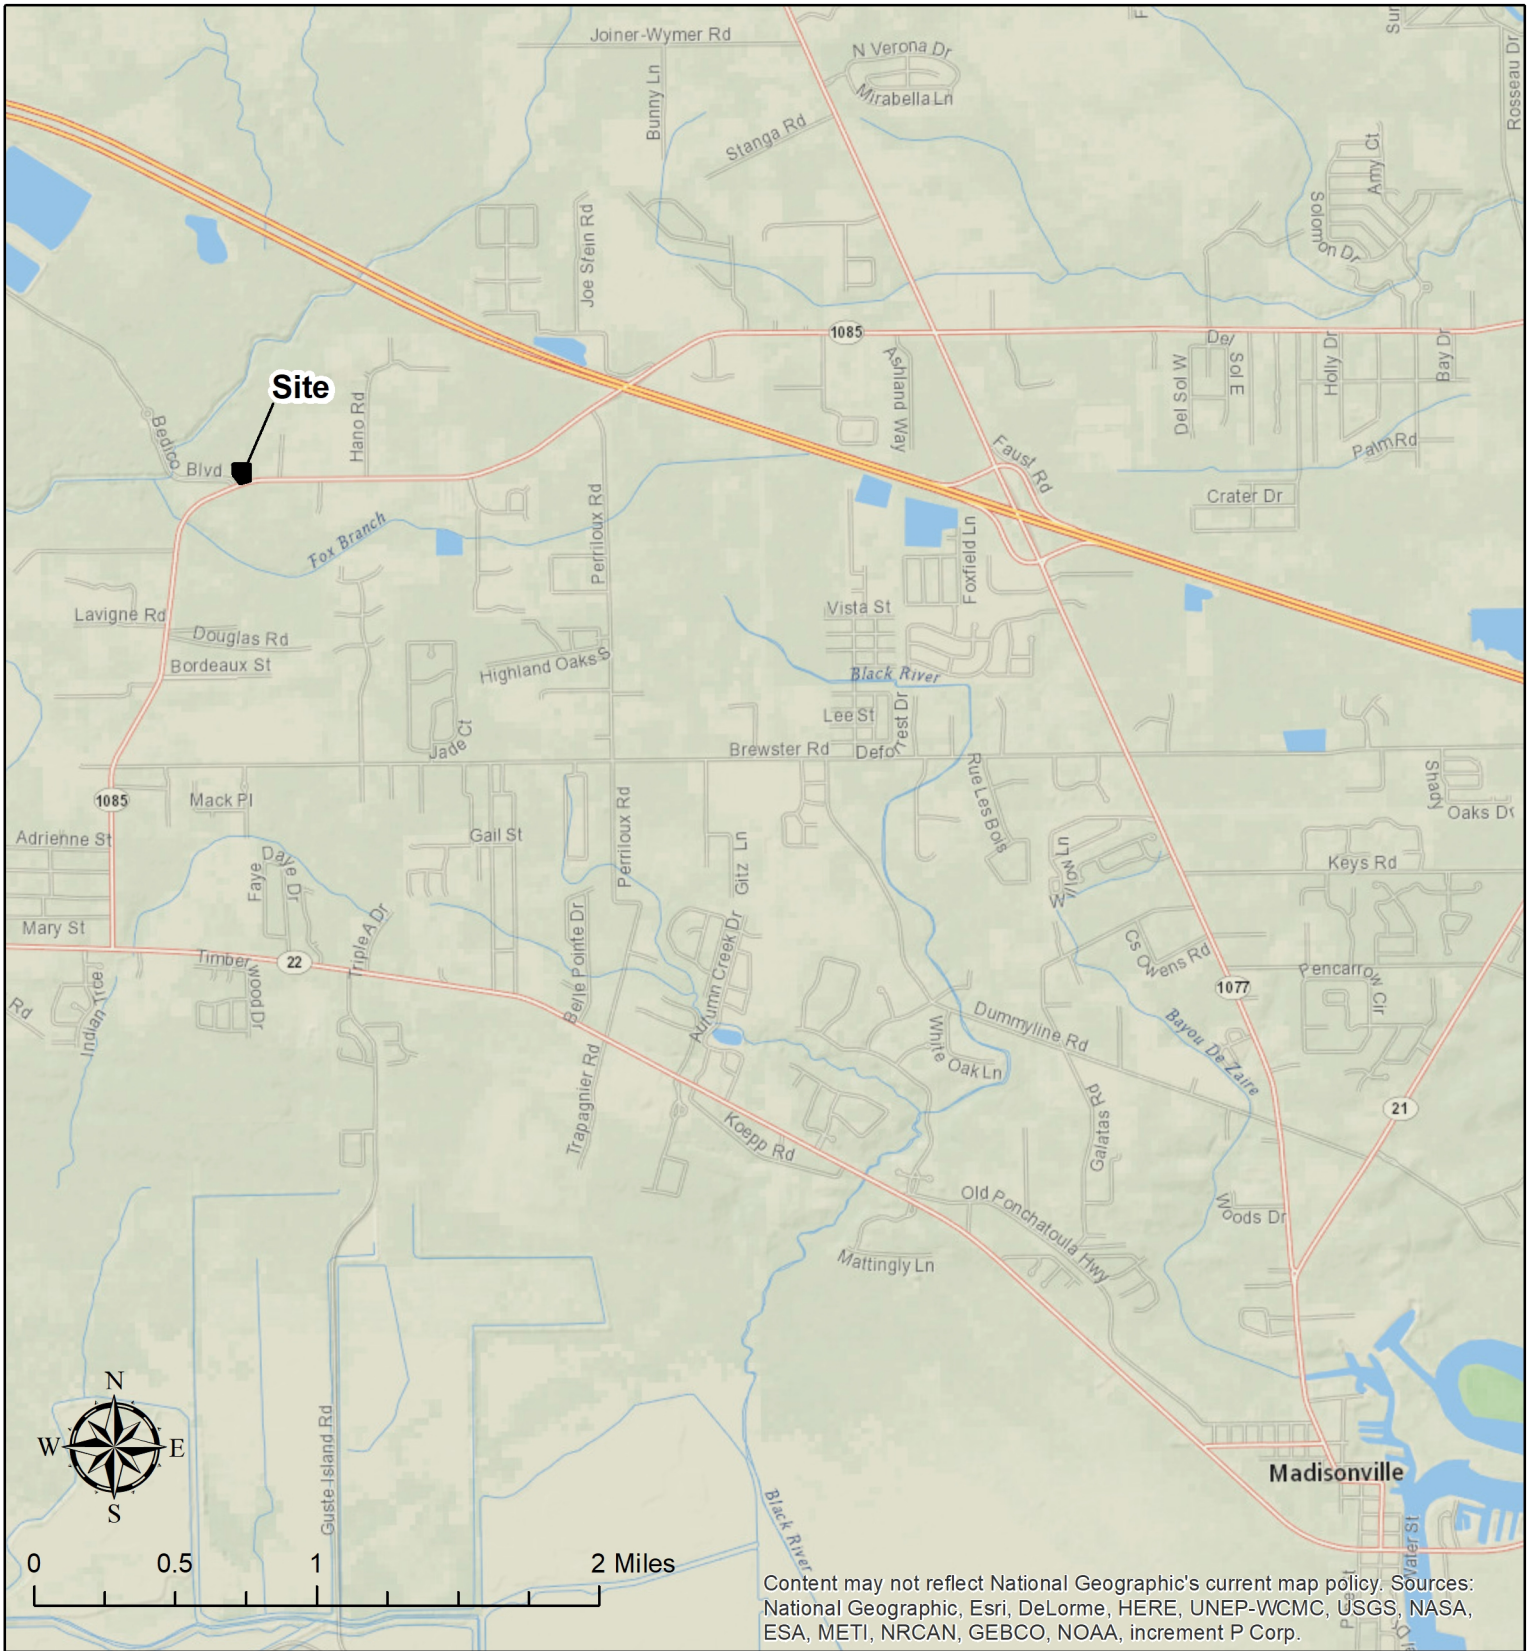 Joiner-Wymer Rd
N Verona Dr
Mirabella Ln
Bunny Ln
Stanga Rd
Rosseau Dr
Amy Ct
Solomon Dr
Joe Stein Rd
1085
Ashland Way
Del Sol W
Del Sol E
Holly Dr
Bay Dr
Site
Hano Rd
Bedico Blvd
Faust Rd
Palm Rd
Crater Dr
Fox Branch
Perriloux Rd
Foxfield Ln
Vista St
Lavigne Rd
Douglas Rd
Bordeaux St
Highland Oaks S
Black River
Lee St
Deforrest Dr
Jade Ct
Brewster Rd
Rue Les Bois
Shady Oaks Dr
1085
Mack Pl
Adrienne St
Gail St
Perriloux Rd
Gitz Ln
Willow Ln
Keys Rd
Faye
Daye Dr
Mary St
Triple A Dr
Belle Pointe Dr
Autumn Creek Dr
Cs Owens Rd
22
Timberwood Dr
Pencarrow Cir
1077
Rd
Indian Trce
Dummyline Rd
White Oak Ln
Bayou De Zaire
Trapagnier Rd
Koepp Rd
Galatas Rd
21
Old Ponchatoula Hwy
Woods Dr
Mattingly Ln
N
W
E
S
Guste-Island Rd
Madisonville
Black River
Water St
0
0.5
1
2 Miles
Content may not reflect National Geographic's current map policy. Sources:
National Geographic, Esri, DeLorme, HERE, UNEP-WCMC, USGS, NASA,
ESA, METI, NRCAN, GEBCO, NOAA, increment P Corp.